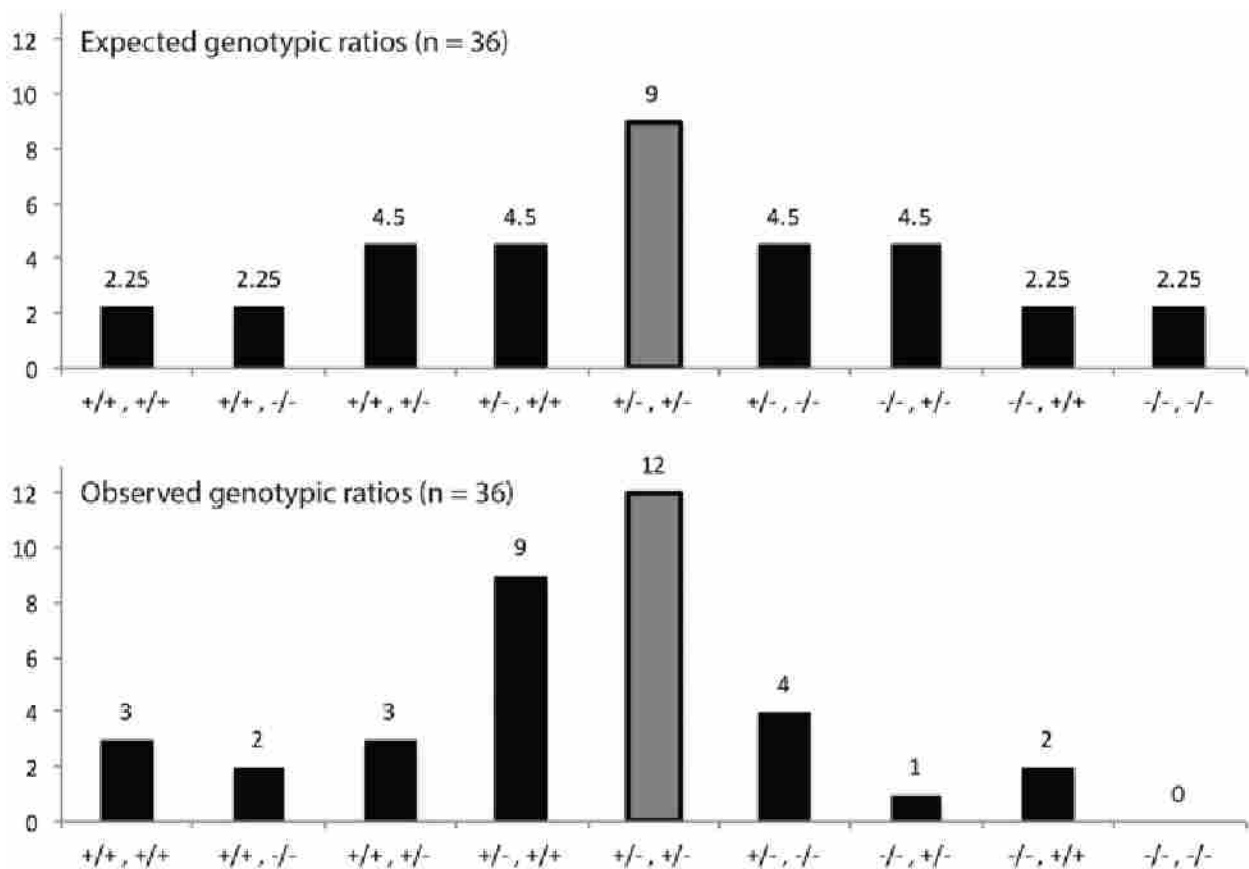 Expected genotypic ratios (n = 36)
12
10
8
6
4
2
0
2.25 2.25 4.5 4.5 9 4.5 4.5 2.25 2.25
+/+ , +/+ +/+ , -/- +/+ , +/- +/- , +/+ +/- , +/- +/- , -/- -/- , +/- -/- , +/+ -/- , -/-
Observed genotypic ratios (n = 36)
12
10
8
6
4
2
0
3 2 3 9 12 4 1 2 0
+/+ , +/+ +/+ , -/- +/+ , +/- +/- , +/+ +/- , +/- +/- , -/- -/- , +/- -/- , +/+ -/- , -/-